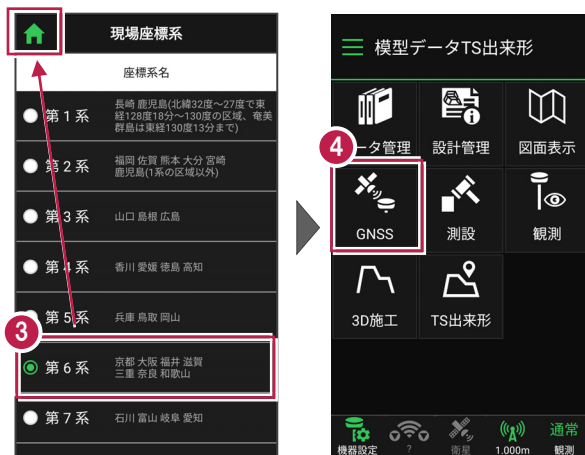 現場座標系
座標系名
第1系
長崎 鹿児島(北緯32度～27度で東
経128度18分～130度の区域、奄美
群島は東経130度13分まで)
第2系
福岡 佐賀 熊本 大分 宮崎
鹿児島(1系の区域以外)
第3系
山口 島根 広島
第4系
香川 愛媛 徳島 高知
第5系
兵庫 鳥取 岡山
3
第6系
京都 大阪 福井 滋賀
三重 奈良 和歌山
第7系
石川 富山 岐阜 愛知
模型データTS出来形
4
ータ管理
設計管理
図面表示
GNSS
測設
観測
3D施工
TS出来形
機器設定
?
衛星
1.000m
通常
観測